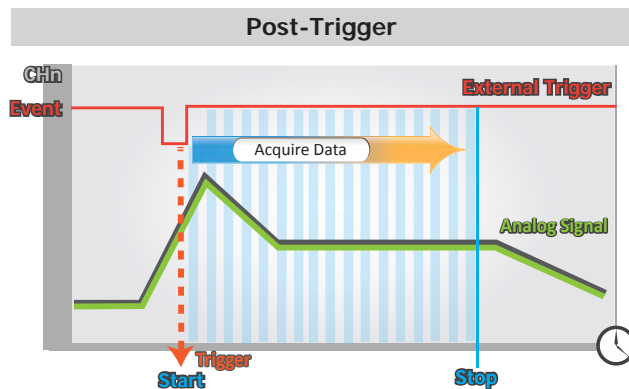 Post-Trigger
CHn
Event
External Trigger
Acquire Data
Analog Signal
Trigger
Start
Stop